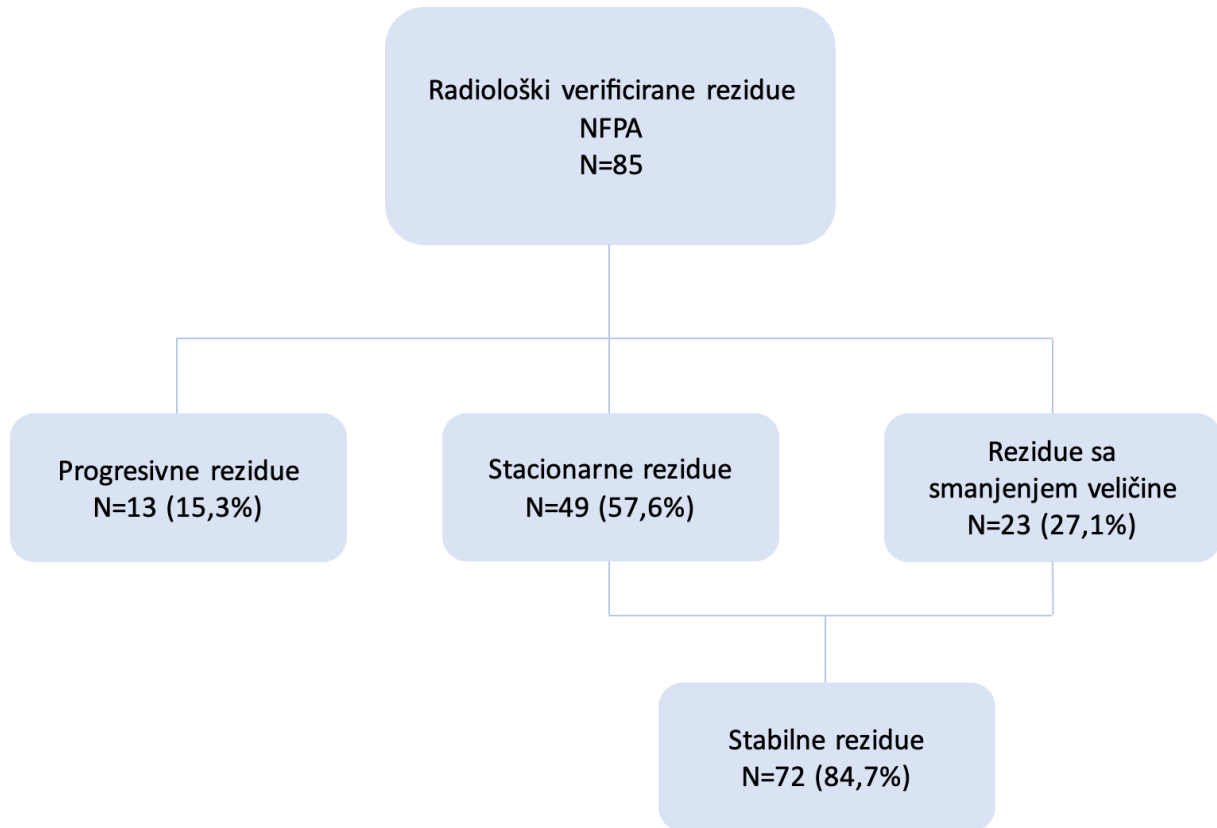 Radiološki verificirane rezidue
NFPA
N=85
Progresivne rezidue
N=13 (15,3%)
Stacionarne rezidue
N=49 (57,6%)
Rezidue sa
smanjenjem veličine
N=23 (27,1%)
Stabilne rezidue
N=72 (84,7%)